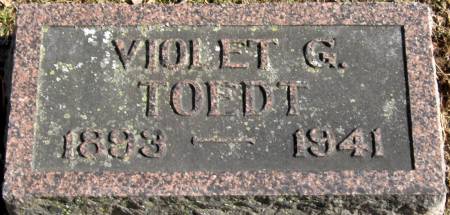 VIOLET G.
TOEDT
1893 — 1941